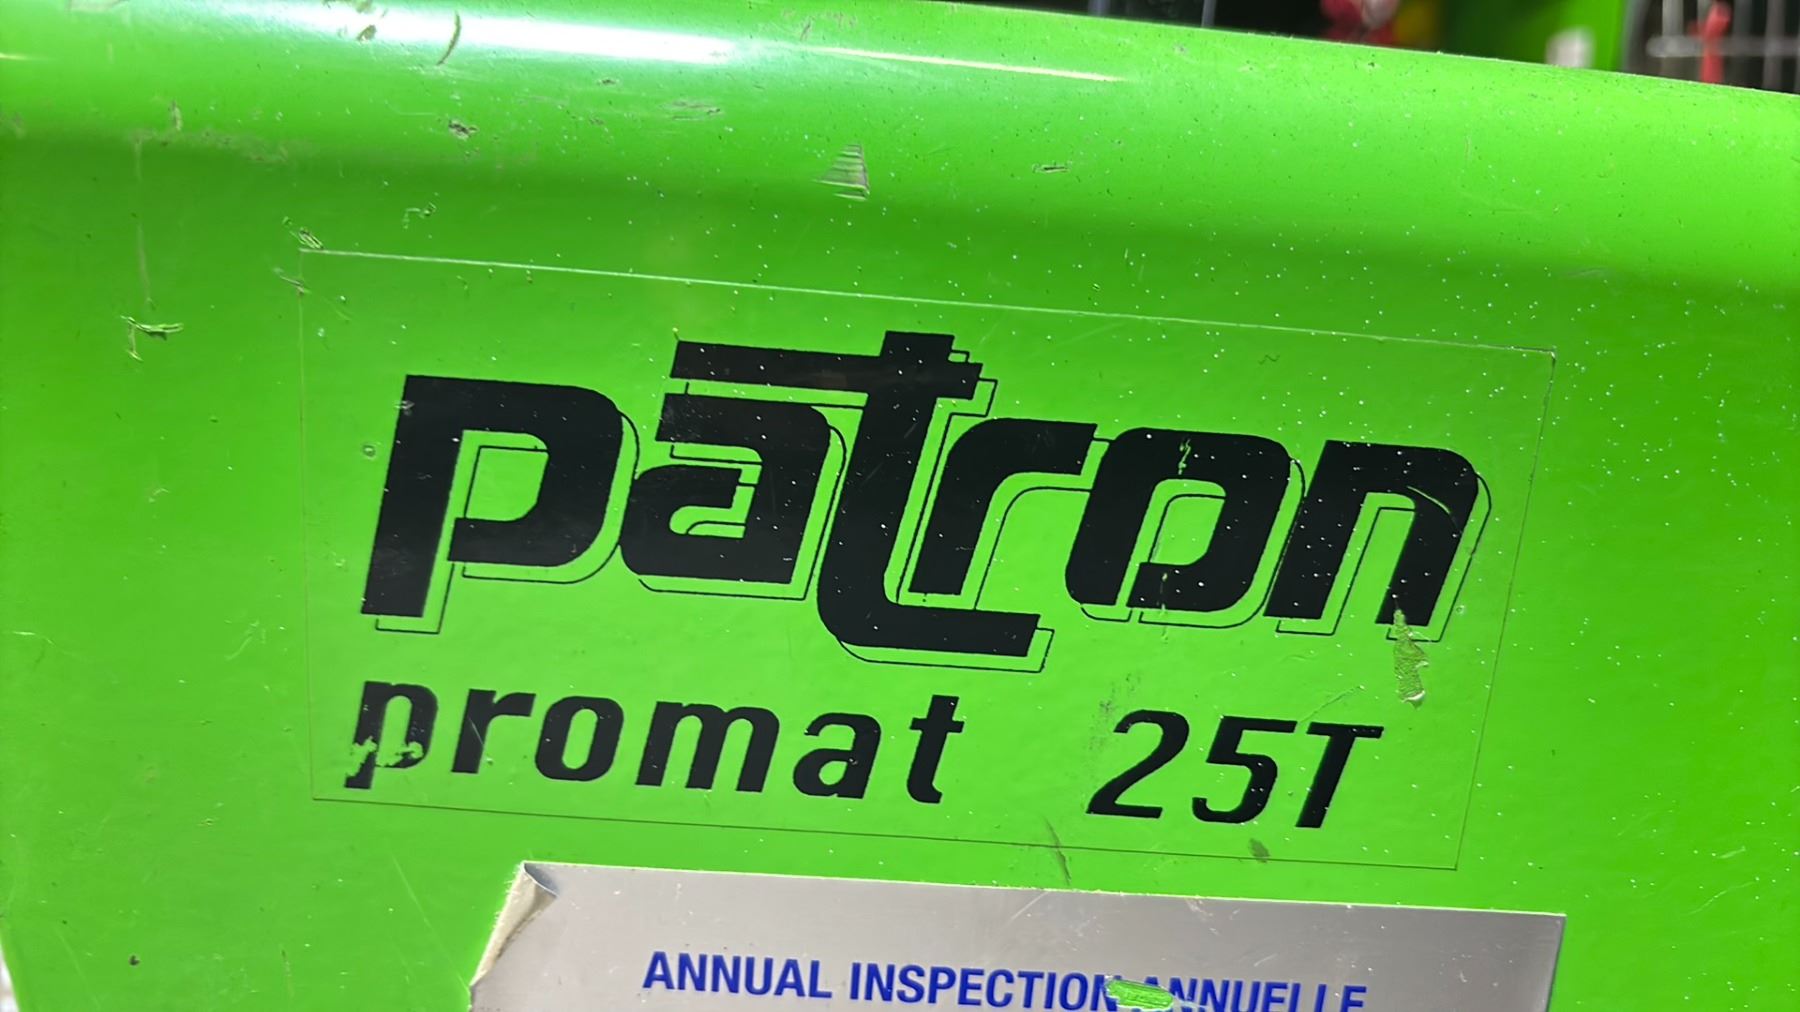 patron
promat 25T
ANNUAL INSPECTION ANNUELLE